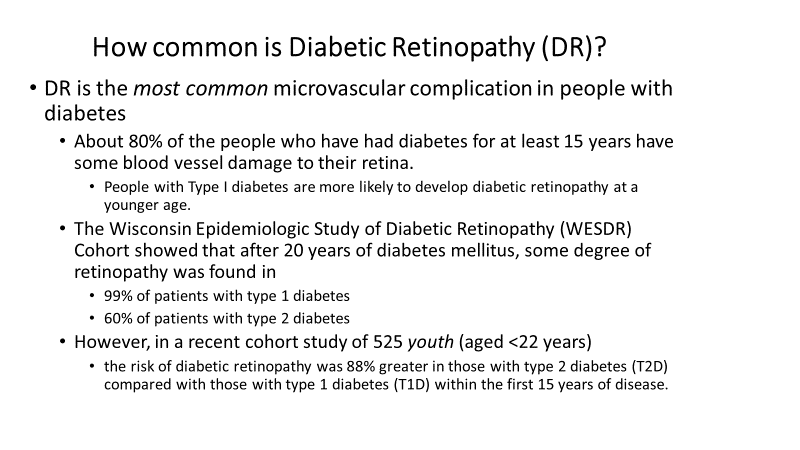 How common is Diabetic Retinopathy (DR)?
• DR is the most common microvascular complication in people with
diabetes
• About 80% of the people who have had diabetes for at least 15 years have
some blood vessel damage to their retina.
• People with Type I diabetes are more likely to develop diabetic retinopathy at a
younger age.
• The Wisconsin Epidemiologic Study of Diabetic Retinopathy (WESDR)
Cohort showed that after 20 years of diabetes mellitus, some degree of
retinopathy was found in
• 99% of patients with type 1 diabetes
• 60% of patients with type 2 diabetes
• However, in a recent cohort study of 525 youth (aged <22 years)
• the risk of diabetic retinopathy was 88% greater in those with type 2 diabetes (T2D)
compared with those with type 1 diabetes (T1D) within the first 15 years of disease.